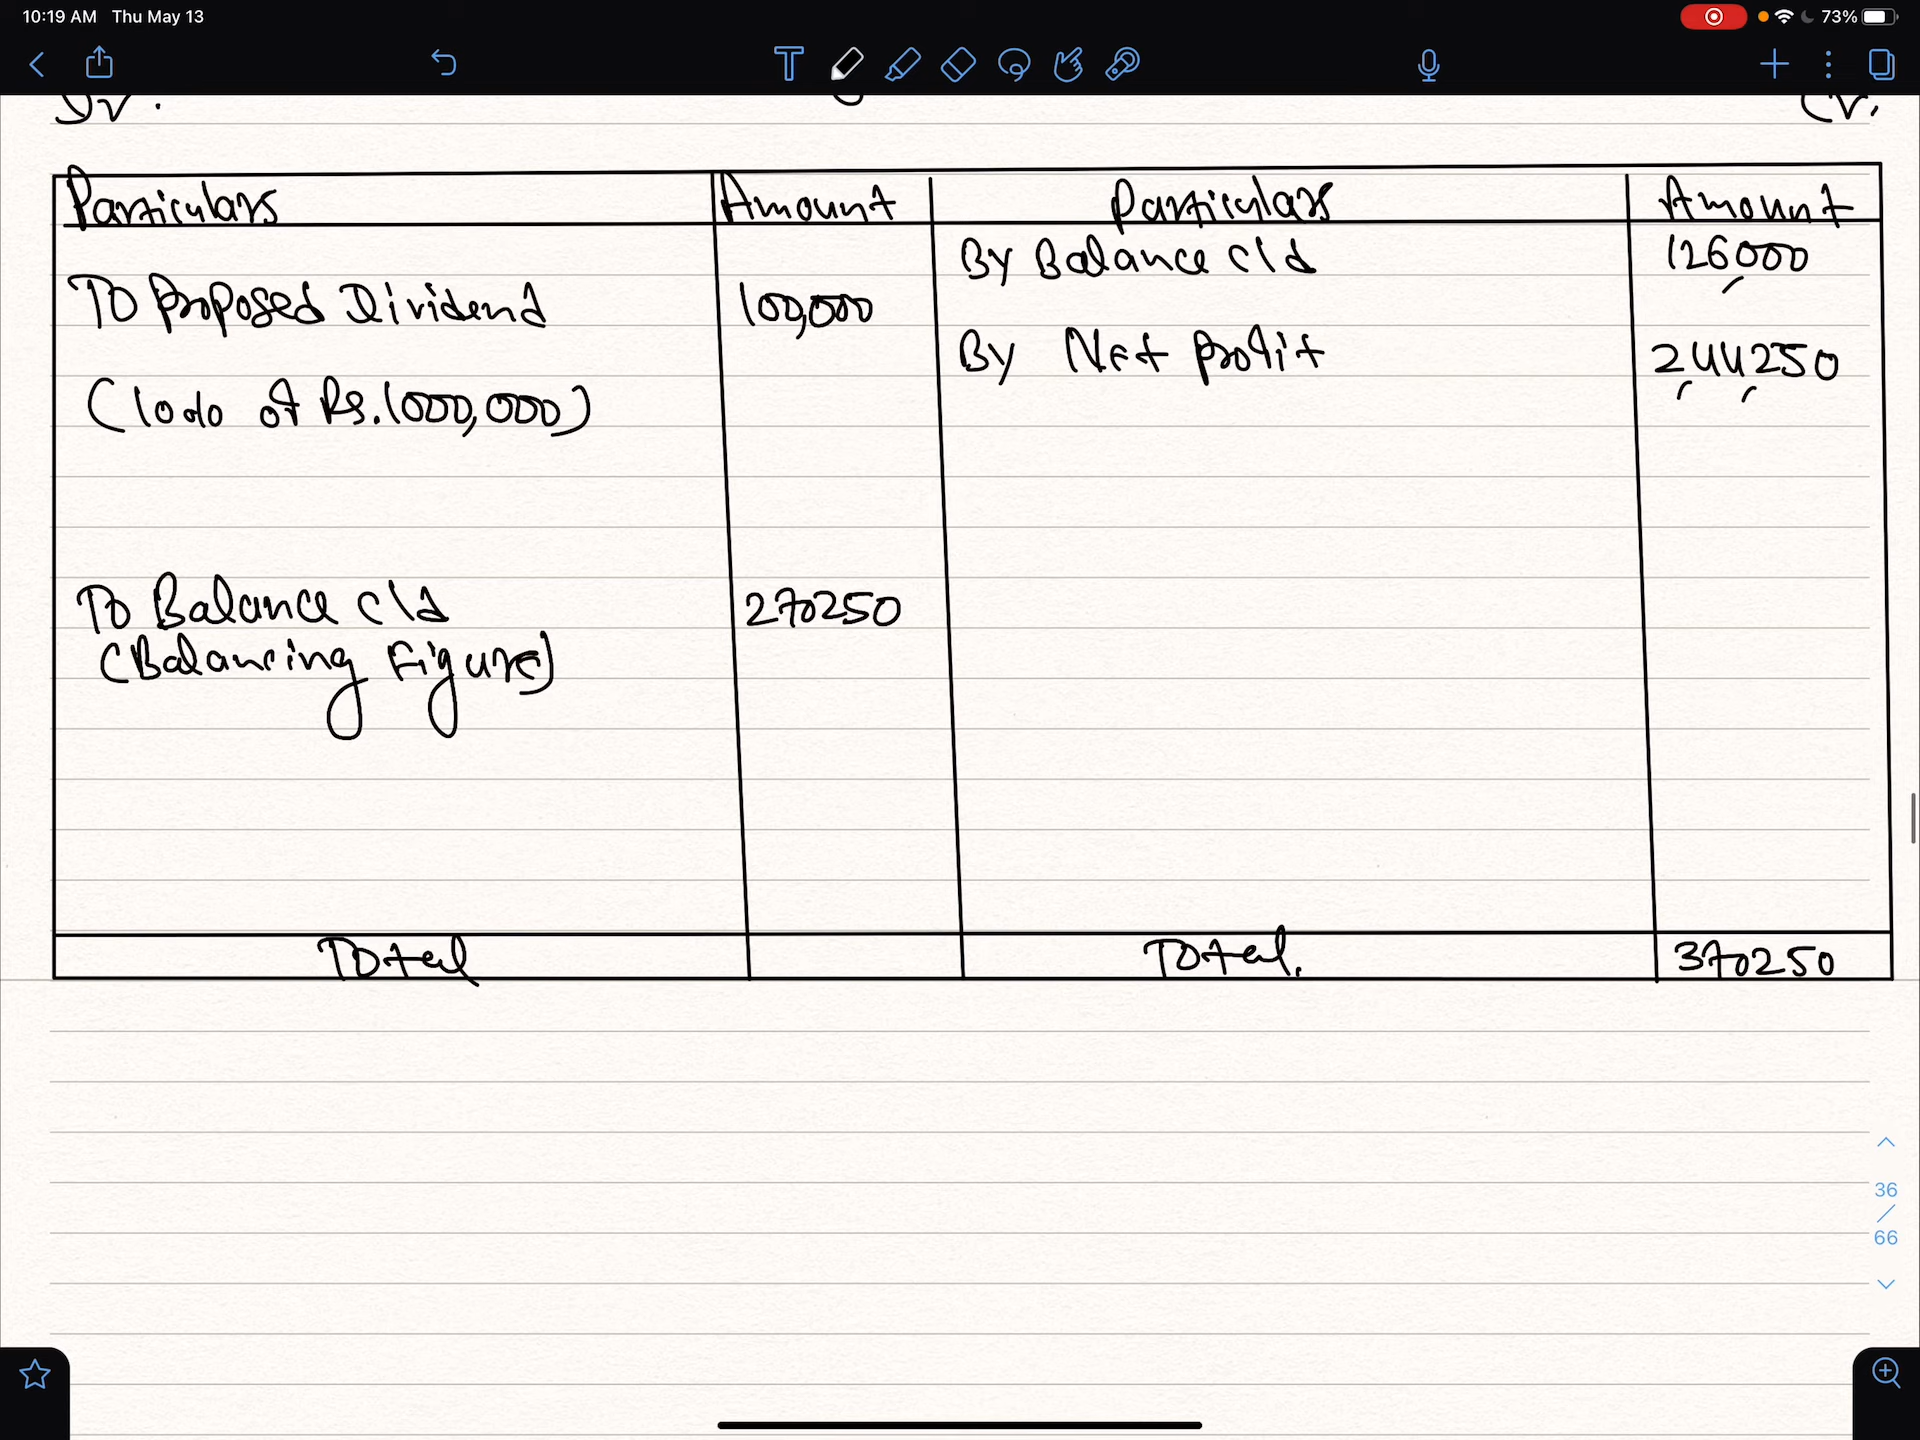 10:19 AM Thu May 13
73%
T
Dr. Cr.
Particulars Amount Particulars Amount
By Balance c/d 126000
To Proposed Dividend 100,000
By Net Profit 244250
(10% of Rs.1000,000)
To Balance c/d 270250
(Balancing Figure)
Total Total. 370250
36
/
66